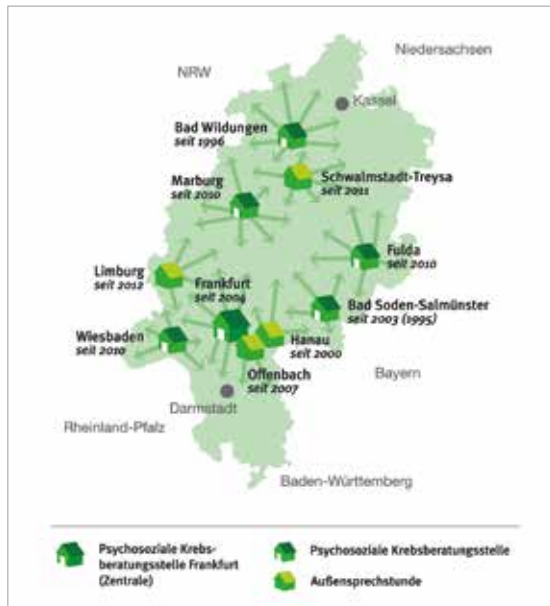 Niedersachsen
NRW
Kassel
Bad Wildungen
seit 1996
Schwalmstadt-Treysa
seit 2011
Marburg
seit 2010
Fulda
seit 2010
Limburg
seit 2012
Frankfurt
seit 2004
Bad Soden-Salmünster
seit 2003 (1995)
Wiesbaden
seit 2010
Hanau
seit 2000
Offenbach
seit 2007
Bayern
Darmstadt
Rheinland-Pfalz
Baden-Württemberg
Psychosoziale Krebs-
beratungsstelle Frankfurt
(Zentrale)
Psychosoziale Krebsberatungsstelle
Außensprechstunde